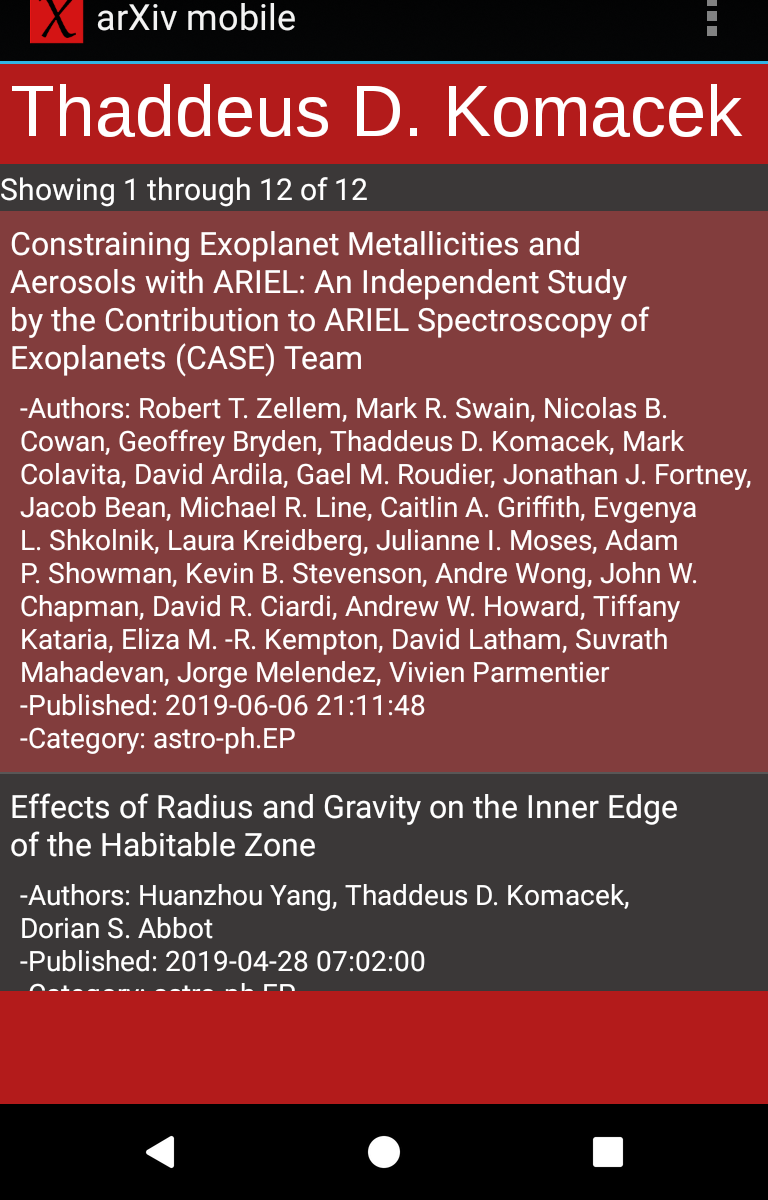 arXiv mobile
Thaddeus D. Komacek
Showing 1 through 12 of 12
Constraining Exoplanet Metallicities and
Aerosols with ARIEL: An Independent Study
by the Contribution to ARIEL Spectroscopy of
Exoplanets (CASE) Team
-Authors: Robert T. Zellem, Mark R. Swain, Nicolas B.
Cowan, Geoffrey Bryden, Thaddeus D. Komacek, Mark
Colavita, David Ardila, Gael M. Roudier, Jonathan J. Fortney,
Jacob Bean, Michael R. Line, Caitlin A. Griffith, Evgenya
L. Shkolnik, Laura Kreidberg, Julianne I. Moses, Adam
P. Showman, Kevin B. Stevenson, Andre Wong, John W.
Chapman, David R. Ciardi, Andrew W. Howard, Tiffany
Kataria, Eliza M. -R. Kempton, David Latham, Suvrath
Mahadevan, Jorge Melendez, Vivien Parmentier
-Published: 2019-06-06 21:11:48
-Category: astro-ph.EP
Effects of Radius and Gravity on the Inner Edge
of the Habitable Zone
-Authors: Huanzhou Yang, Thaddeus D. Komacek,
Dorian S. Abbot
-Published: 2019-04-28 07:02:00
-Category: astro-ph.EP